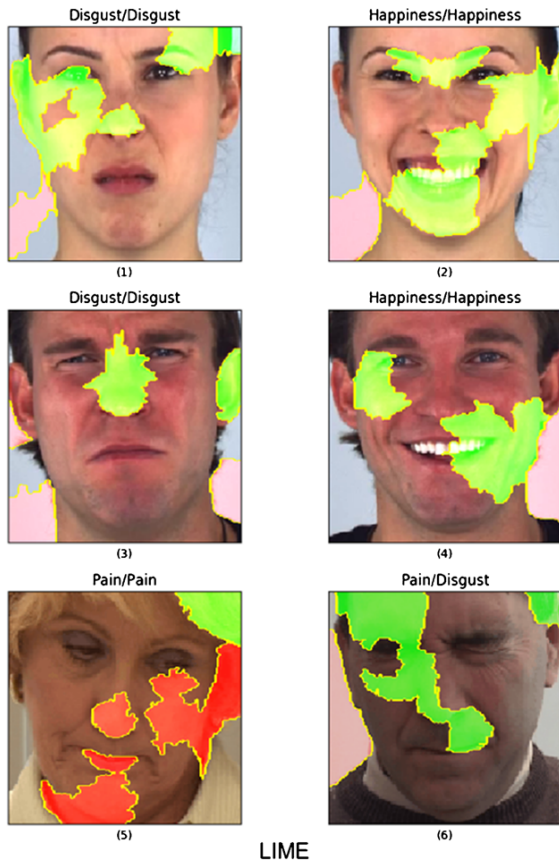 Disgust/Disgust
Happiness/Happiness
(1)
(2)
Disgust/Disgust
Happiness/Happiness
(3)
(4)
Pain/Pain
Pain/Disgust
(5)
(6)
LIME